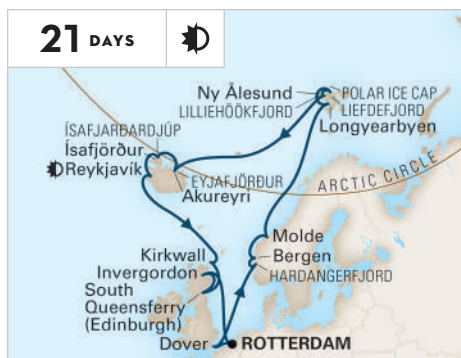 21 DAYS
Ny Ålesund
POLAR ICE CAP
LILLIEHÖÖKFJORD
LIEFDEFJORD
Longyearbyen
ÍSAFJARÐARDJÚP
Ísafjörður
Reykjavík
EYJAFJÖRÐUR
Akureyri
ARCTIC CIRCLE
Molde
Kirkwall
Bergen
Invergordon
HARDANGERFJORD
South
Queensferry
(Edinburgh)
Dover
ROTTERDAM